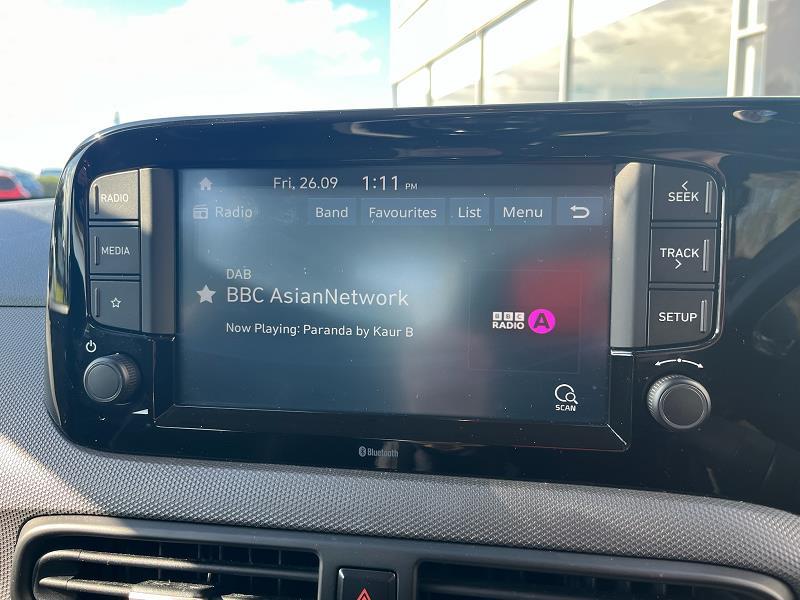 Fri, 26.09 1:11 PM
RADIO
SEEK
Radio Band Favourites List Menu
MEDIA
TRACK
DAB
BBC AsianNetwork
BBC
RADIO A
SETUP
Now Playing: Paranda by Kaur B
SCAN
Bluetooth